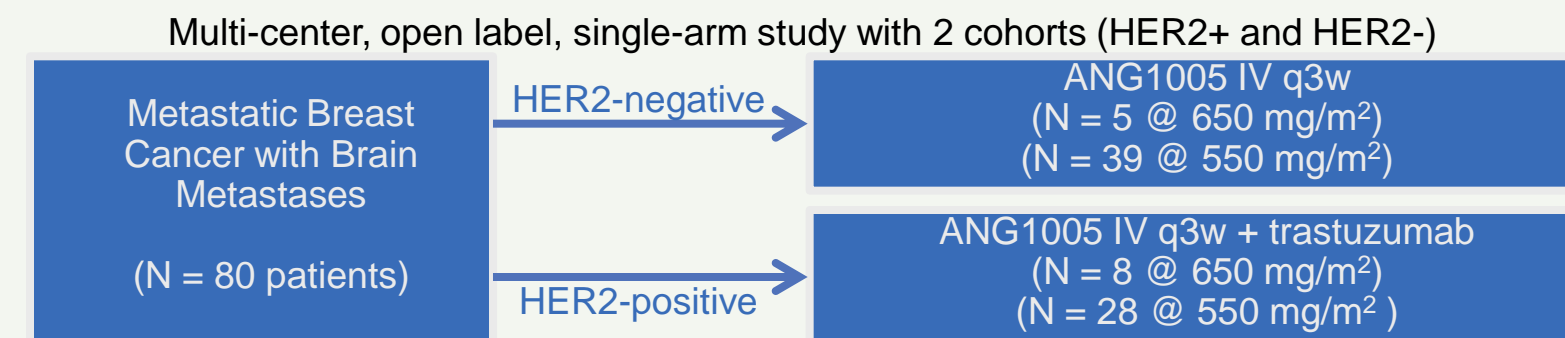 Multi-center, open label, single-arm study with 2 cohorts (HER2+ and HER2-)
Metastatic Breast
Cancer with Brain
Metastases
(N = 80 patients)
HER2-negative
ANG1005 IV q3w
(N = 5 @ 650 mg/m²)
(N = 39 @ 550 mg/m²)
HER2-positive
ANG1005 IV q3w + trastuzumab
(N = 8 @ 650 mg/m²)
(N = 28 @ 550 mg/m² )